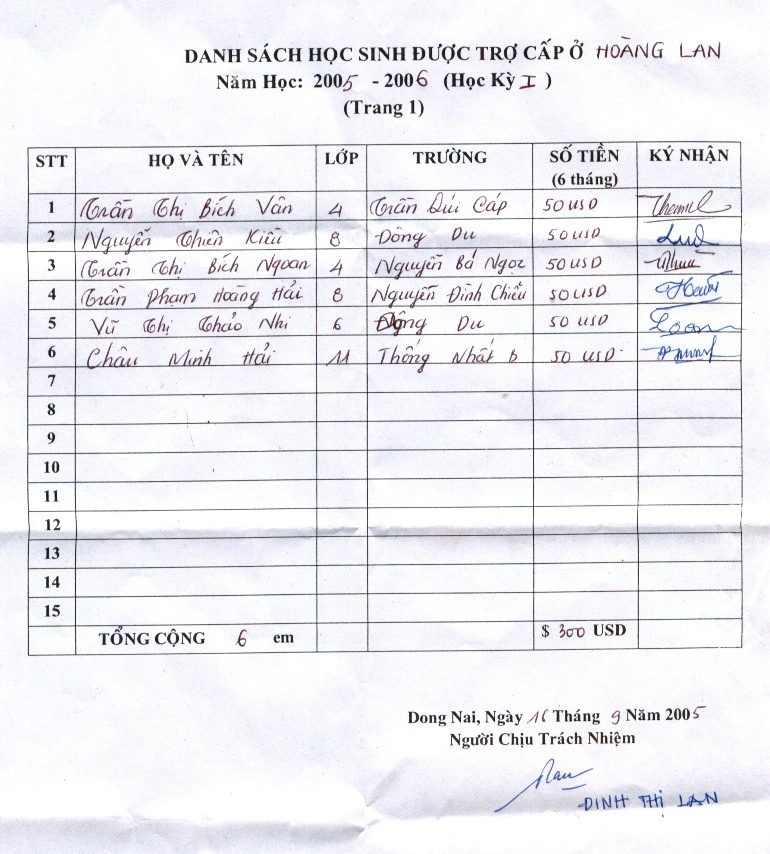 DANH SÁCH HỌC SINH ĐƯỢC TRỢ CẤP Ở HOÀNG LAN
Năm Học: 2005 - 2006 (Học Kỳ I )
(Trang 1)
STT HỌ VÀ TÊN LỚP TRƯỜNG SỐ TIỀN (6 tháng) KÝ NHẬN
1 Trần Thị Bích Vân 4 Trần Quí Cáp 50 USD
2 Nguyễn Thiên Kiều 8 Đông Du 50 USD
3 Trần Thị Bích Ngoan 4 Nguyễn Bá Ngọc 50 USD
4 Trần Phạm Hoàng Hải 8 Nguyễn Đình Chiểu 50 USD
5 Vũ Thị Thảo Nhi 6 Đông Du 50 USD Loan
6 Châu Minh Hải 11 Thống Nhất b 50 USD
7
8
9
10
11
12
13
14
15
TỔNG CỘNG 6 em $ 300 USD
Dong Nai, Ngày 16 Tháng 9 Năm 2005
Người Chịu Trách Nhiệm
ĐINH THỊ LAN